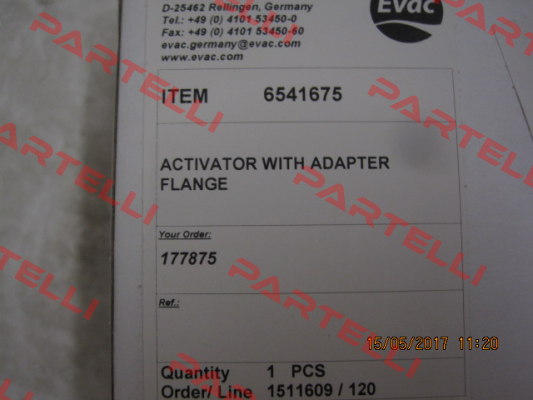 D-25462 Rellingen, Germany
Tel.: +49 (0) 4101 53450-0
Fax: +49 (0) 4101 53450-60
evac.germany@evac.com
www.evac.com
Evac
ITEM 6541675
ACTIVATOR WITH ADAPTER
FLANGE
Your Order:
177875
Ref.:
Quantity 1 PCS
Order/ Line 1511609 / 120
15/05/2017 11:20
PARTELLI
PARTELLI
PARTELLI
PARTELLI
PARTELLI
PARTELLI